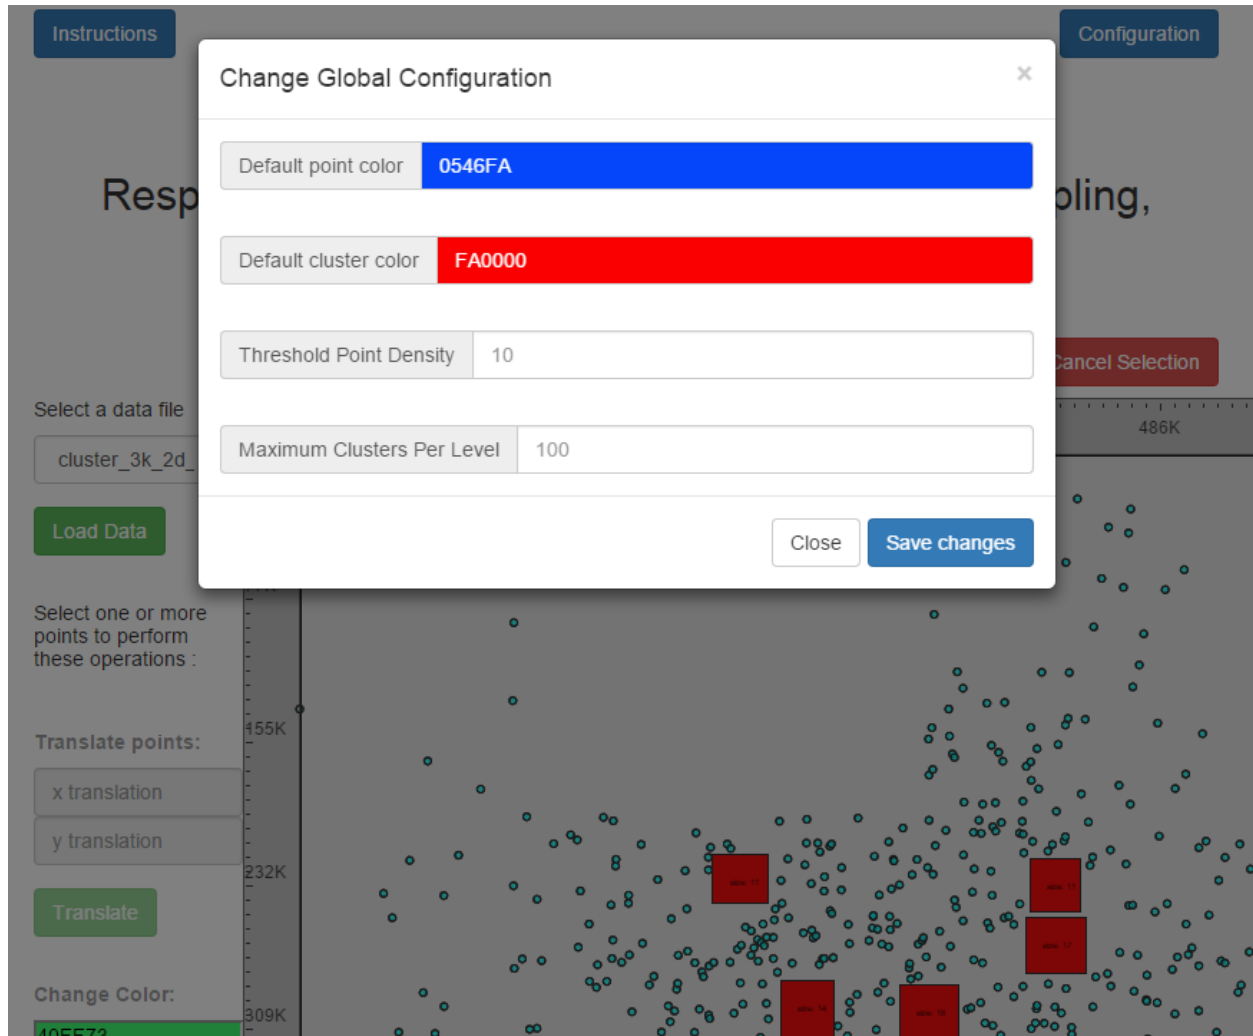 Instructions
Configuration
Change Global Configuration
×
Default point color 0546FA
Resp
pling,
Default cluster color FA0000
Threshold Point Density 10
Cancel Selection
Select a data file
486K
Maximum Clusters Per Level 100
cluster_3k_2d_
Load Data
Close Save changes
Select one or more
points to perform
these operations :
155K
Translate points:
x translation
y translation
232K
Translate
Change Color:
309K
40FF73